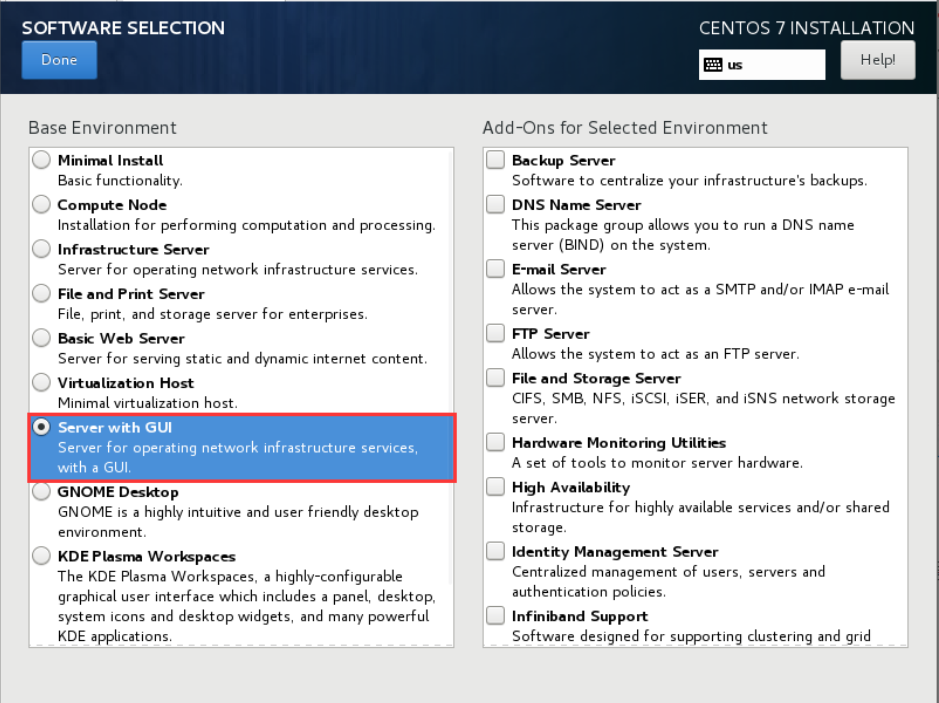 SOFTWARE SELECTION
CENTOS 7 INSTALLATION
Done
us
Help!
Base Environment
Minimal Install
Basic functionality.
Compute Node
Installation for performing computation and processing.
Infrastructure Server
Server for operating network infrastructure services.
File and Print Server
File, print, and storage server for enterprises.
Basic Web Server
Server for serving static and dynamic internet content.
Virtualization Host
Minimal virtualization host.
Server with GUI
Server for operating network infrastructure services,
with a GUI.
GNOME Desktop
GNOME is a highly intuitive and user friendly desktop
environment.
KDE Plasma Workspaces
The KDE Plasma Workspaces, a highly-configurable
graphical user interface which includes a panel, desktop,
system icons and desktop widgets, and many powerful
KDE applications.
Add-Ons for Selected Environment
Backup Server
Software to centralize your infrastructure's backups.
DNS Name Server
This package group allows you to run a DNS name
server (BIND) on the system.
E-mail Server
Allows the system to act as a SMTP and/or IMAP e-mail
server.
FTP Server
Allows the system to act as an FTP server.
File and Storage Server
CIFS, SMB, NFS, iSCSI, iSER, and iSNS network storage
server.
Hardware Monitoring Utilities
A set of tools to monitor server hardware.
High Availability
Infrastructure for highly available services and/or shared
storage.
Identity Management Server
Centralized management of users, servers and
authentication policies.
Infiniband Support
Software designed for supporting clustering and grid